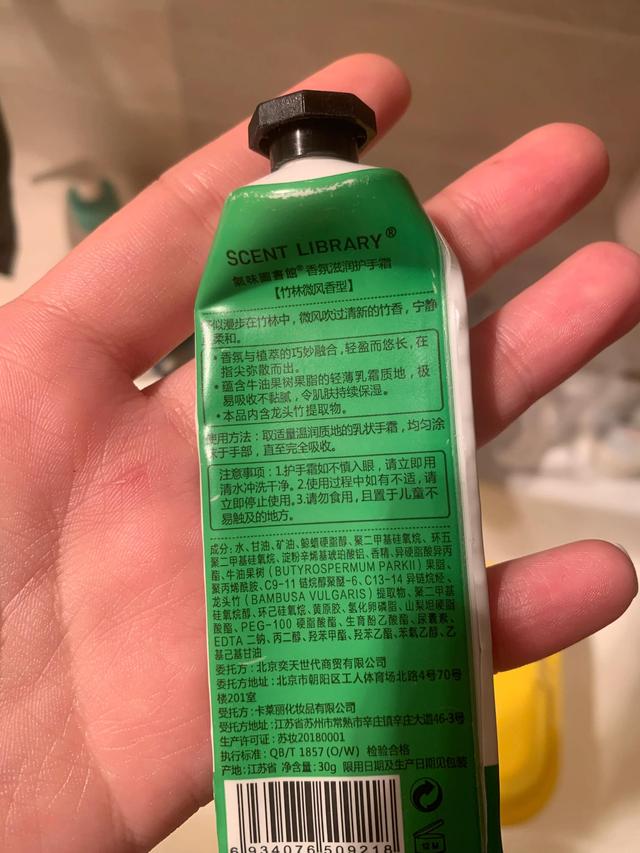 SCENT LIBRARY®
氣味圖書館®香氛滋润护手霜
【竹林微风香型】
似漫步在竹林中，微风吹过清新的竹香，宁静
柔和。
•香氛与植萃的巧妙融合，轻盈而悠长，在
指尖弥散而出。
•蕴含牛油果树果脂的轻薄乳霜质地，极
易吸收不黏腻，令肌肤持续保湿。
•本品内含龙头竹提取物。
使用方法：取适量温润质地的乳状手霜，均匀涂
于手部，直至完全吸收。
注意事项：1.护手霜如不慎入眼，请立即用
清水冲洗干净。2.使用过程中如有不适，请
立即停止使用。3.请勿食用，且置于儿童不
易触及的地方。
成分：水、甘油、矿油、鲸蜡硬脂醇、聚二甲基硅氧烷、环五
聚二甲基硅氧烷、淀粉辛烯基琥珀酸铝、香精、异硬脂酸异丙
酯、牛油果树（BUTYROSPERMUM PARKII）果脂、
聚丙烯酰胺、C9-11 链烷醇聚醚-6、C13-14 异链烷烃、
龙头竹（BAMBUSA VULGARIS）提取物、聚二甲基
硅氧烷醇、环己硅氧烷、黄原胶、氢化卵磷脂、山梨坦硬脂
酸酯、PEG-100 硬脂酸酯、生育酚乙酸酯、尿囊素、
EDTA 二钠、丙二醇、羟苯甲酯、羟苯乙酯、苯氧乙醇、乙
基己基甘油
委托方：北京奕天世代商贸有限公司
委托方地址：北京市朝阳区工人体育场北路4号70号
楼201室
受托方：卡莱丽化妆品有限公司
受托方地址：江苏省苏州市常熟市辛庄镇辛庄大道46-3号
生产许可证：苏妆20180001
执行标准：QB/T 1857 (O/W) 检验合格
产地：江苏省 净含量：30g 限用日期及生产日期见包装
6 934076 509218
12 M